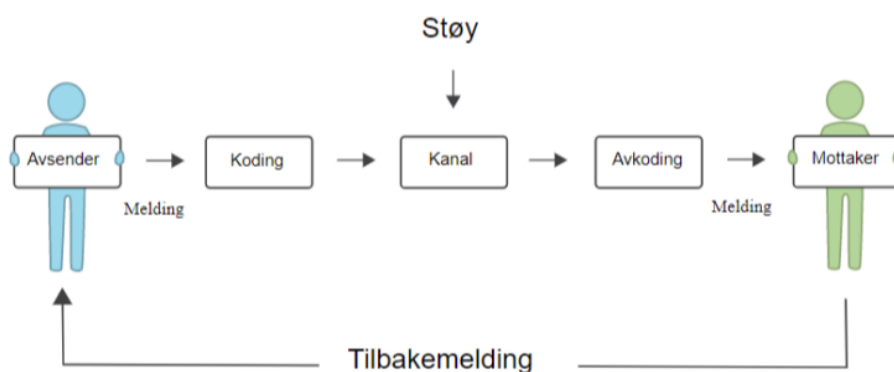 Støy
Avsender
Koding
Kanal
Avkoding
Mottaker
Melding
Melding
Tilbakemelding